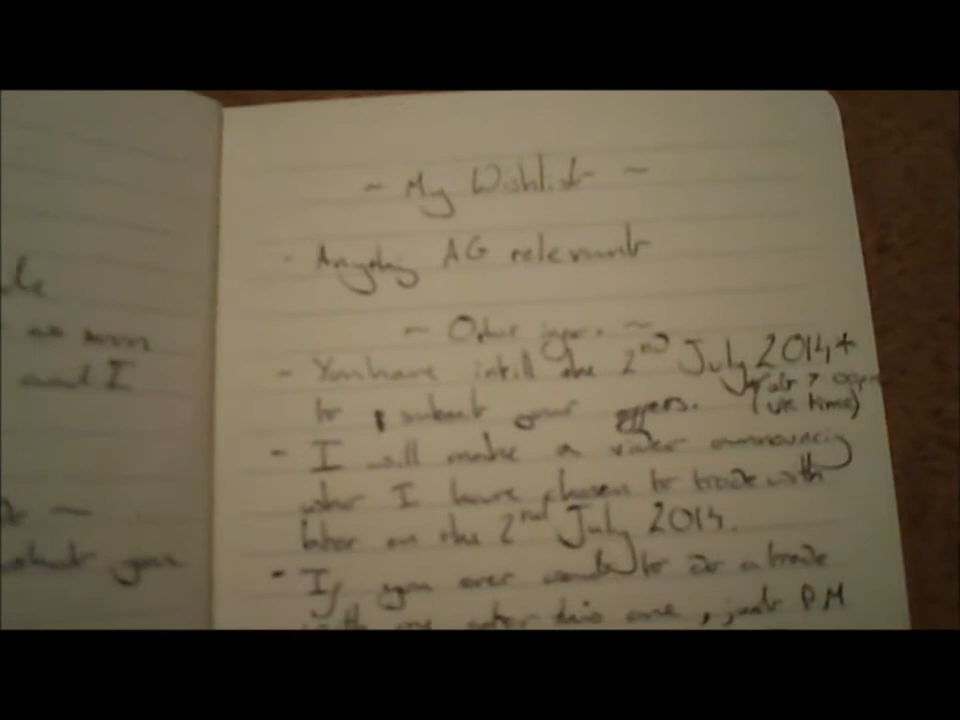 ~ My Wishlist ~
· Anything AG relevant
~ Other info. ~
- You have intill the 2nd July 2014
to submit your offers. (uk time)
- I will make a video announcing
who I have chosen to trade with
later on the 2nd July 2014.
- If you ever want to do a trade
with me after this one, just PM
and I